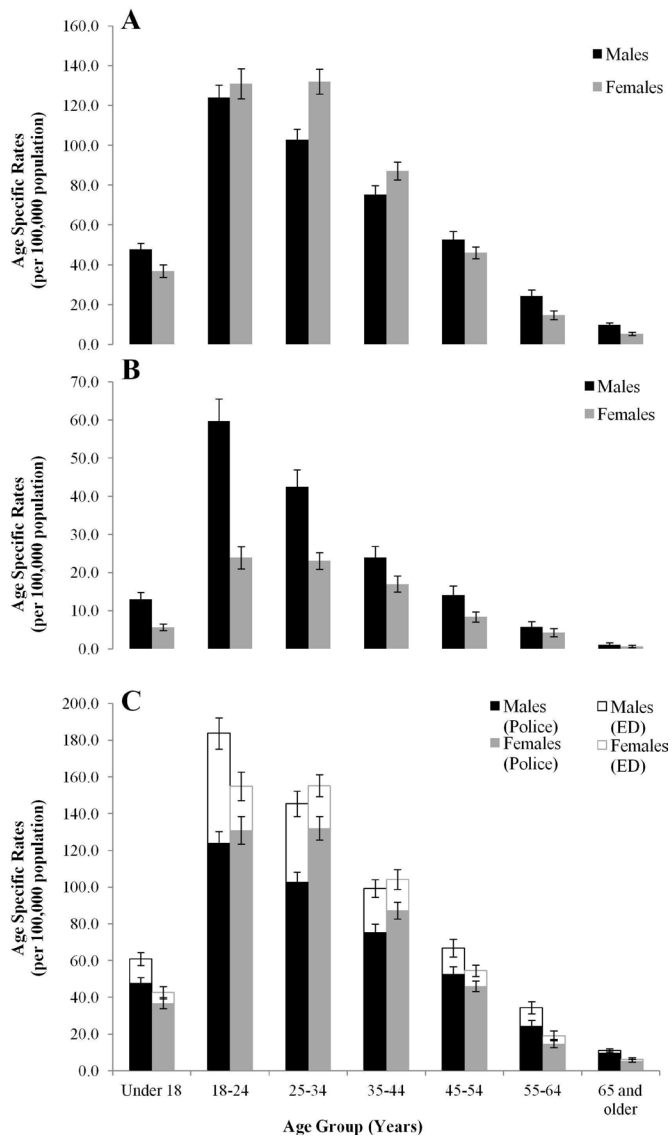 A
160.0
140.0
120.0
100.0
80.0
60.0
40.0
20.0
0.0
Age Specific Rates
(per 100,000 population)
Males
Females
B
70.0
60.0
50.0
40.0
30.0
20.0
10.0
0.0
Age Specific Rates
(per 100,000 population)
Males
Females
C
200.0
180.0
160.0
140.0
120.0
100.0
80.0
60.0
40.0
20.0
0.0
Age Specific Rates
(per 100,000 population)
Males
(Police)
Females
(Police)
Males
(ED)
Females
(ED)
Under 18
18-24
25-34
35-44
45-54
55-64
65 and
older
Age Group (Years)